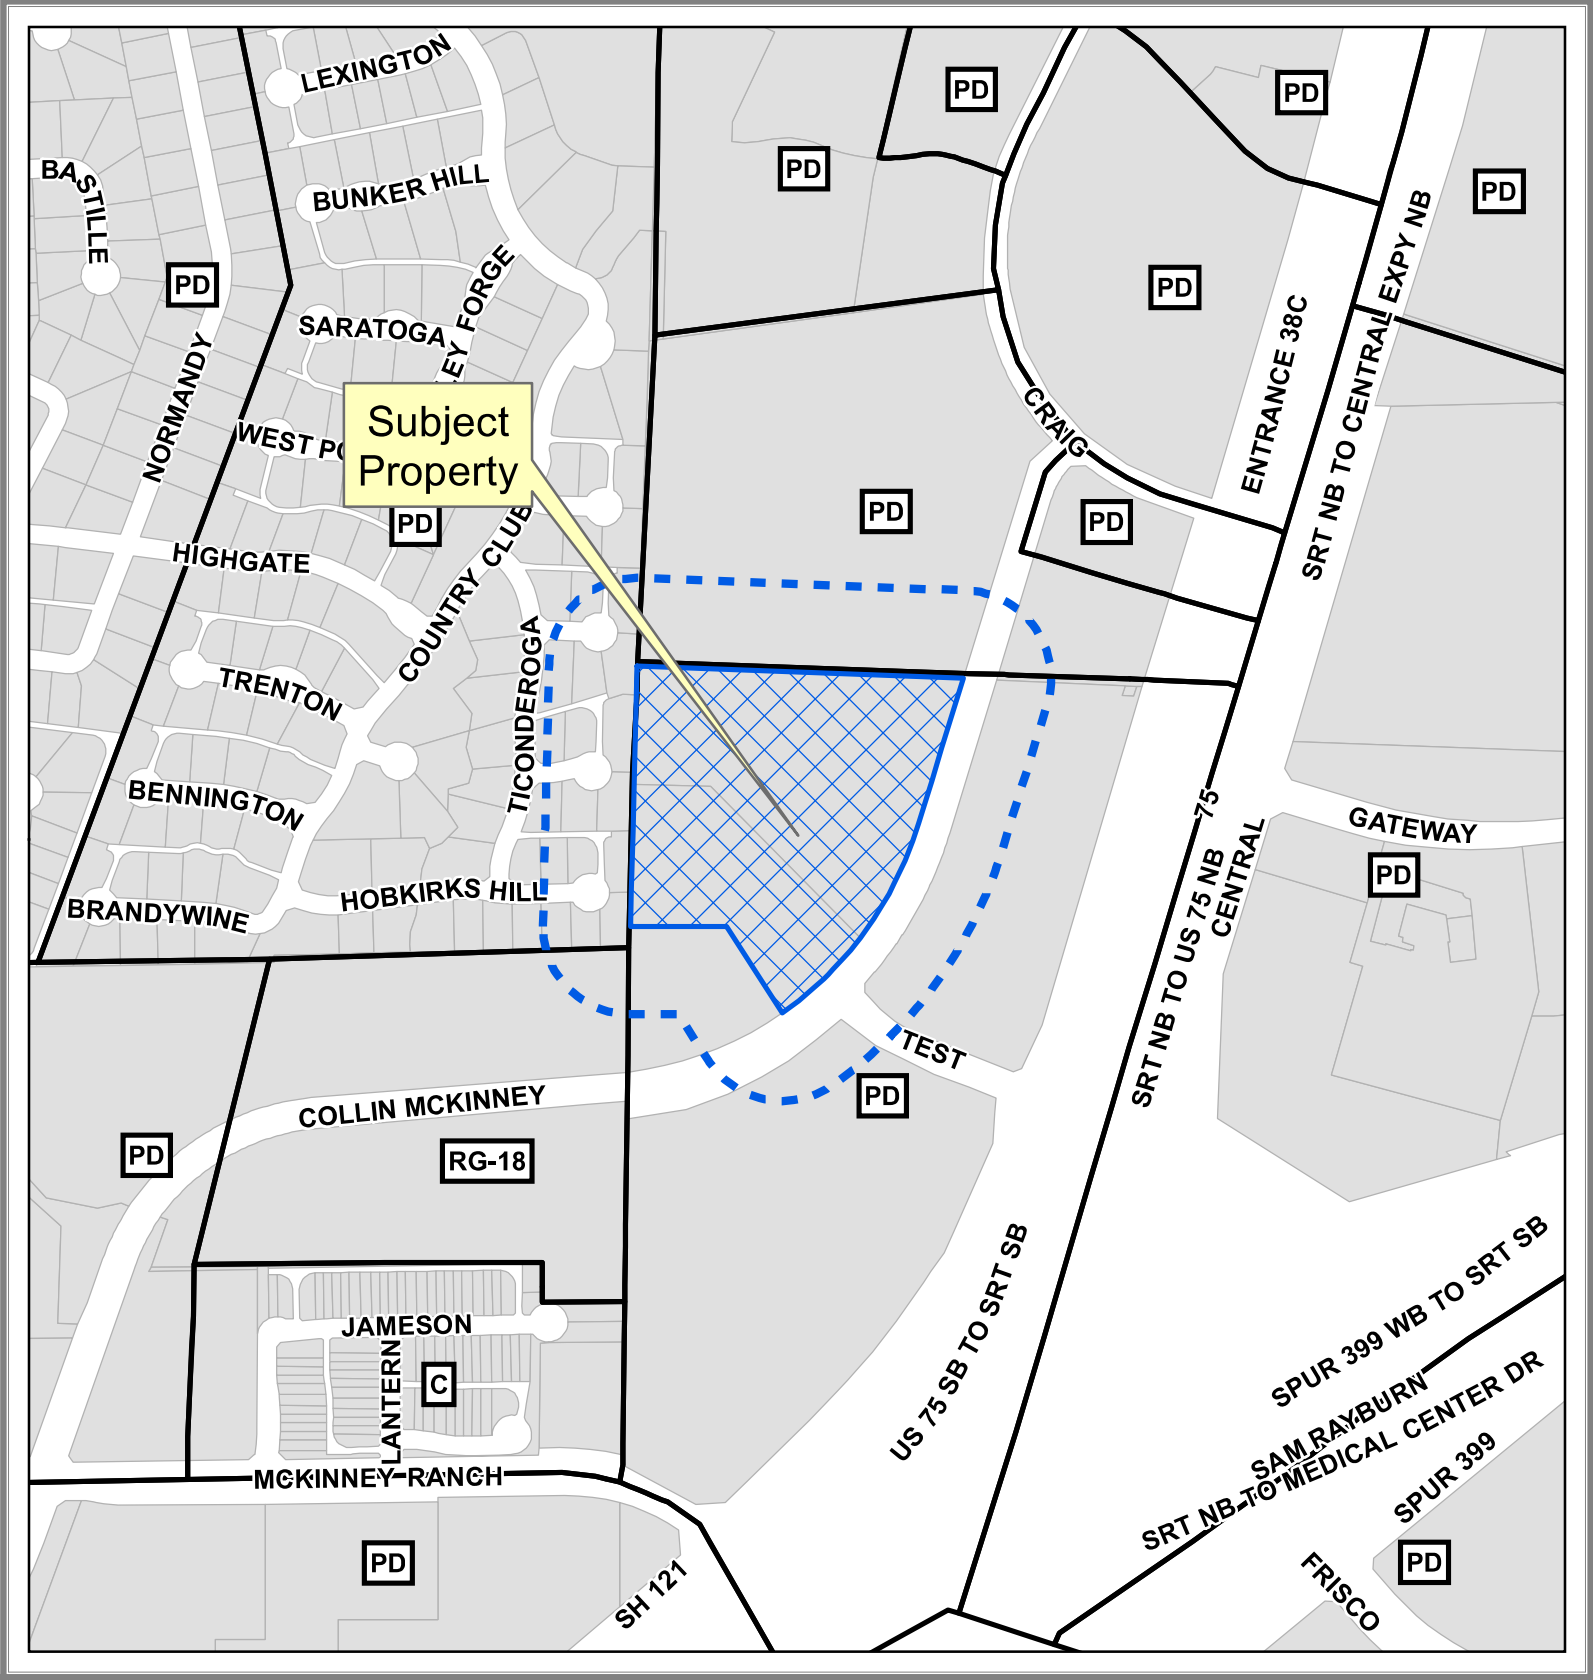 LEXINGTON
PD
PD
PD
BASTILLE
BUNKER HILL
PD
PD
SRT NB TO CENTRAL EXPY NB
PD
LEY FORGE
PD
SARATOGA
ENTRANCE 38C
NORMANDY
Subject
Property
WEST PO
CRAIG
PD
PD
PD
COUNTRY CLUB
HIGHGATE
TICONDEROGA
TRENTON
BENNINGTON
75
GATEWAY
CENTRAL
PD
HOBKIRKS HILL
BRANDYWINE
SRT NB TO US 75 NB
TEST
PD
COLLIN MCKINNEY
PD
RG-18
US 75 SB TO SRT SB
SPUR 399 WB TO SRT SB
JAMESON
LANTERN
C
SAM RAYBURN
SRT NB TO MEDICAL CENTER DR
SPUR 399
MCKINNEY RANCH
PD
SH 121
FRISCO
PD